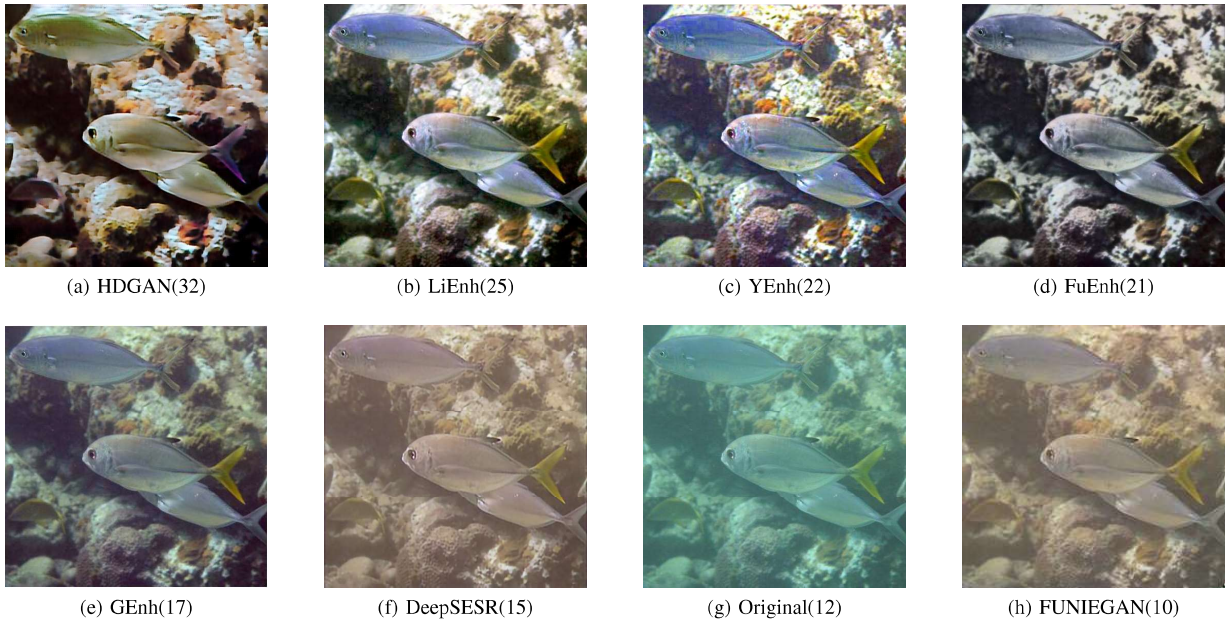 (a) HDGAN(32)
(b) LiEnh(25)
(c) YEnh(22)
(d) FuEnh(21)
(e) GEnh(17)
(f) DeepSESR(15)
(g) Original(12)
(h) FUNIEGAN(10)